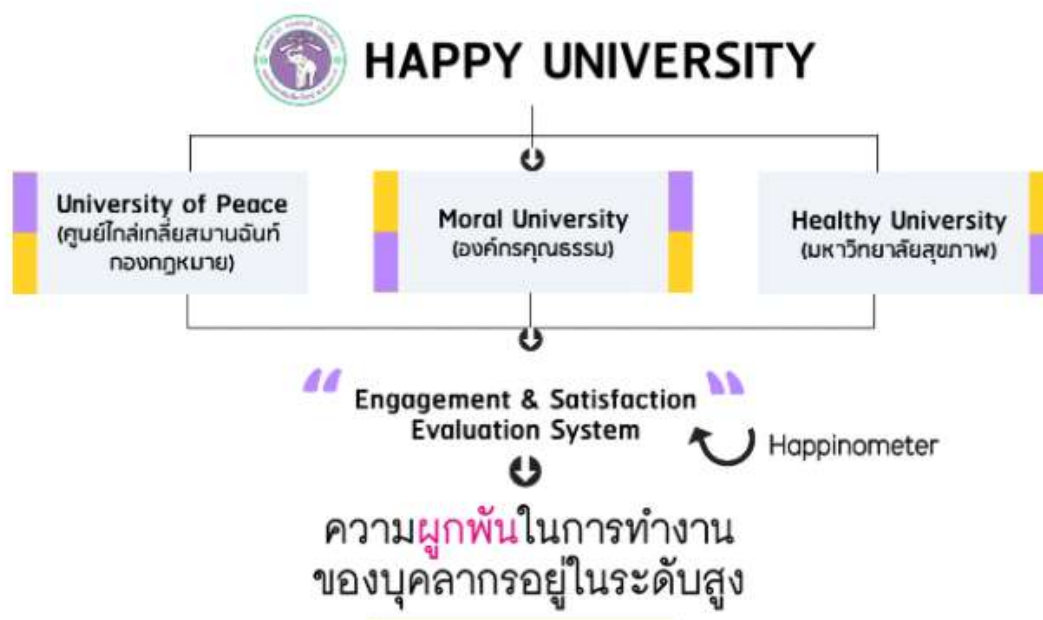 HAPPY UNIVERSITY
University of Peace
(ศูนย์ไกล่เกลี่ยสมานฉันท์
กองกฎหมาย)
Moral University
(องค์กรคุณธรรม)
Healthy University
(มหาวิทยาลัยสุขภาพ)
“ Engagement & Satisfaction ”
Evaluation System
Happinometer
ความผูกพันในการทำงาน
ของบุคลากรอยู่ในระดับสูง